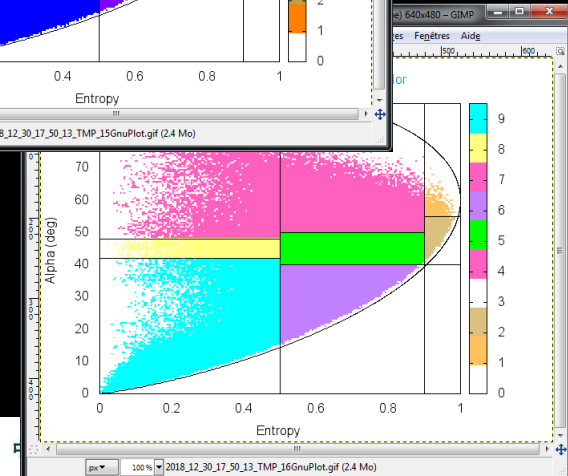 2
1
0
0.4 0.6 0.8 1
Entropy
8_12_30_17_50_13_TMP_15GnuPlot.gif (2.4 Mo)
e) 640x480 – GIMP
res Fenêtres Aide
500 600
lor
70
60
50
40
30
20
10
0
Alpha (deg)
0 0.2 0.4 0.6 0.8 1
Entropy
9
8
7
6
5
4
3
2
1
0
px 100 % 2018_12_30_17_50_13_TMP_16GnuPlot.gif (2.4 Mo)